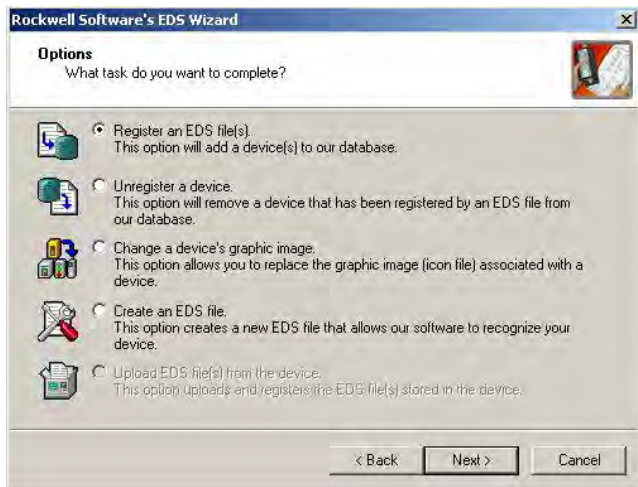 Rockwell Software's EDS Wizard
Options
What task do you want to complete?
Register an EDS file(s).
This option will add a device(s) to our database.
Unregister a device.
This option will remove a device that has been registered by an EDS file from
our database.
Change a device's graphic image.
This option allows you to replace the graphic image (icon file) associated with a
device.
Create an EDS file.
This option creates a new EDS file that allows our software to recognize your
device.
Upload EDS file(s) from the device.
This option uploads and registers the EDS file(s) stored in the device.
< Back Next > Cancel